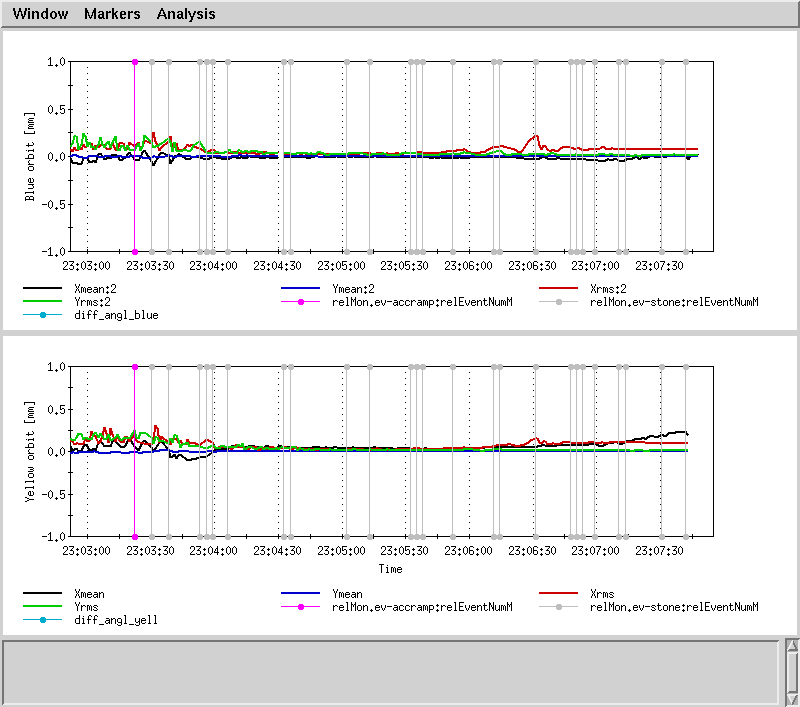 Window Markers Analysis
1.0
0.5
0.0
-0.5
-1.0
Blue orbit [mm]
23:03:00 23:03:30 23:04:00 23:04:30 23:05:00 23:05:30 23:06:00 23:06:30 23:07:00 23:07:30
Xmean:2 Ymean:2 Xrms:2
Yrms:2 relMon.ev-accramp:relEventNumM relMon.ev-stone:relEventNumM
diff_angl_blue
1.0
0.5
0.0
-0.5
-1.0
Yellow orbit [mm]
23:03:00 23:03:30 23:04:00 23:04:30 23:05:00 23:05:30 23:06:00 23:06:30 23:07:00 23:07:30
Time
Xmean Ymean Xrms
Yrms relMon.ev-accramp:relEventNumM relMon.ev-stone:relEventNumM
diff_angl_yell